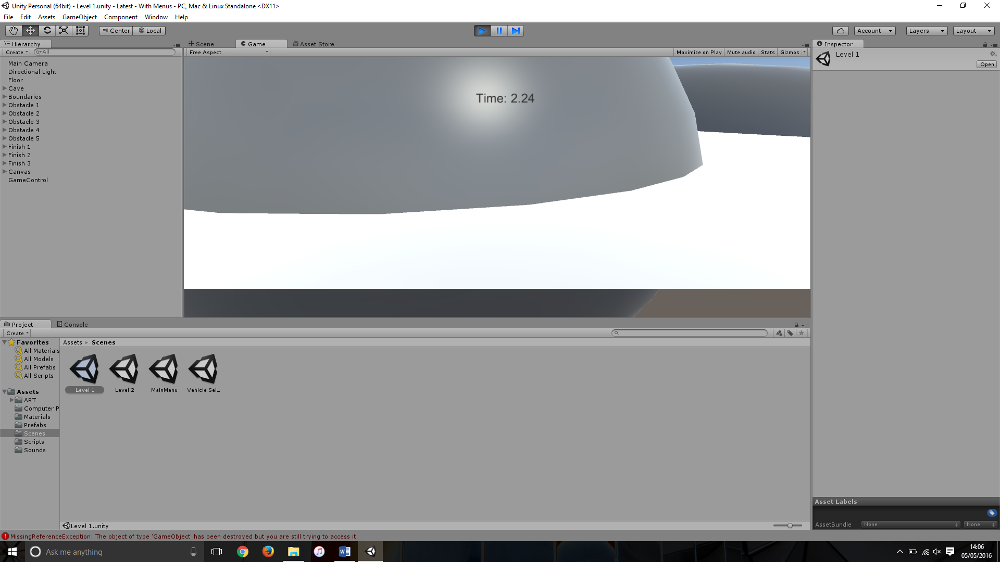 Unity Personal (64bit) - Level 1.unity - Latest - With Menus - PC, Mac & Linux Standalone <DX11>
File Edit Assets GameObject Component Window Help
Center Local Account Layers Layout
Hierarchy
Create All
Main Camera
Directional Light
Floor
Cave
Boundaries
Obstacle 1
Obstacle 2
Obstacle 3
Obstacle 4
Obstacle 5
Finish 1
Finish 2
Finish 3
Canvas
GameControl
Scene Game Asset Store
Free Aspect Maximize on Play Mute audio Stats Gizmos
Time: 2.24
Inspector
Level 1
Open
Project Console
Create
Favorites
All Materials
All Models
All Prefabs
All Scripts
Assets
ART
Computer P
Materials
Prefabs
Scenes
Scripts
Sounds
Assets Scenes
Level 1 Level 2 MainMenu Vehicle Sel...
Level 1.unity
Asset Labels
AssetBundle None None
MissingReferenceException: The object of type 'GameObject' has been destroyed but you are still trying to access it.
Ask me anything
14:06
05/05/2016